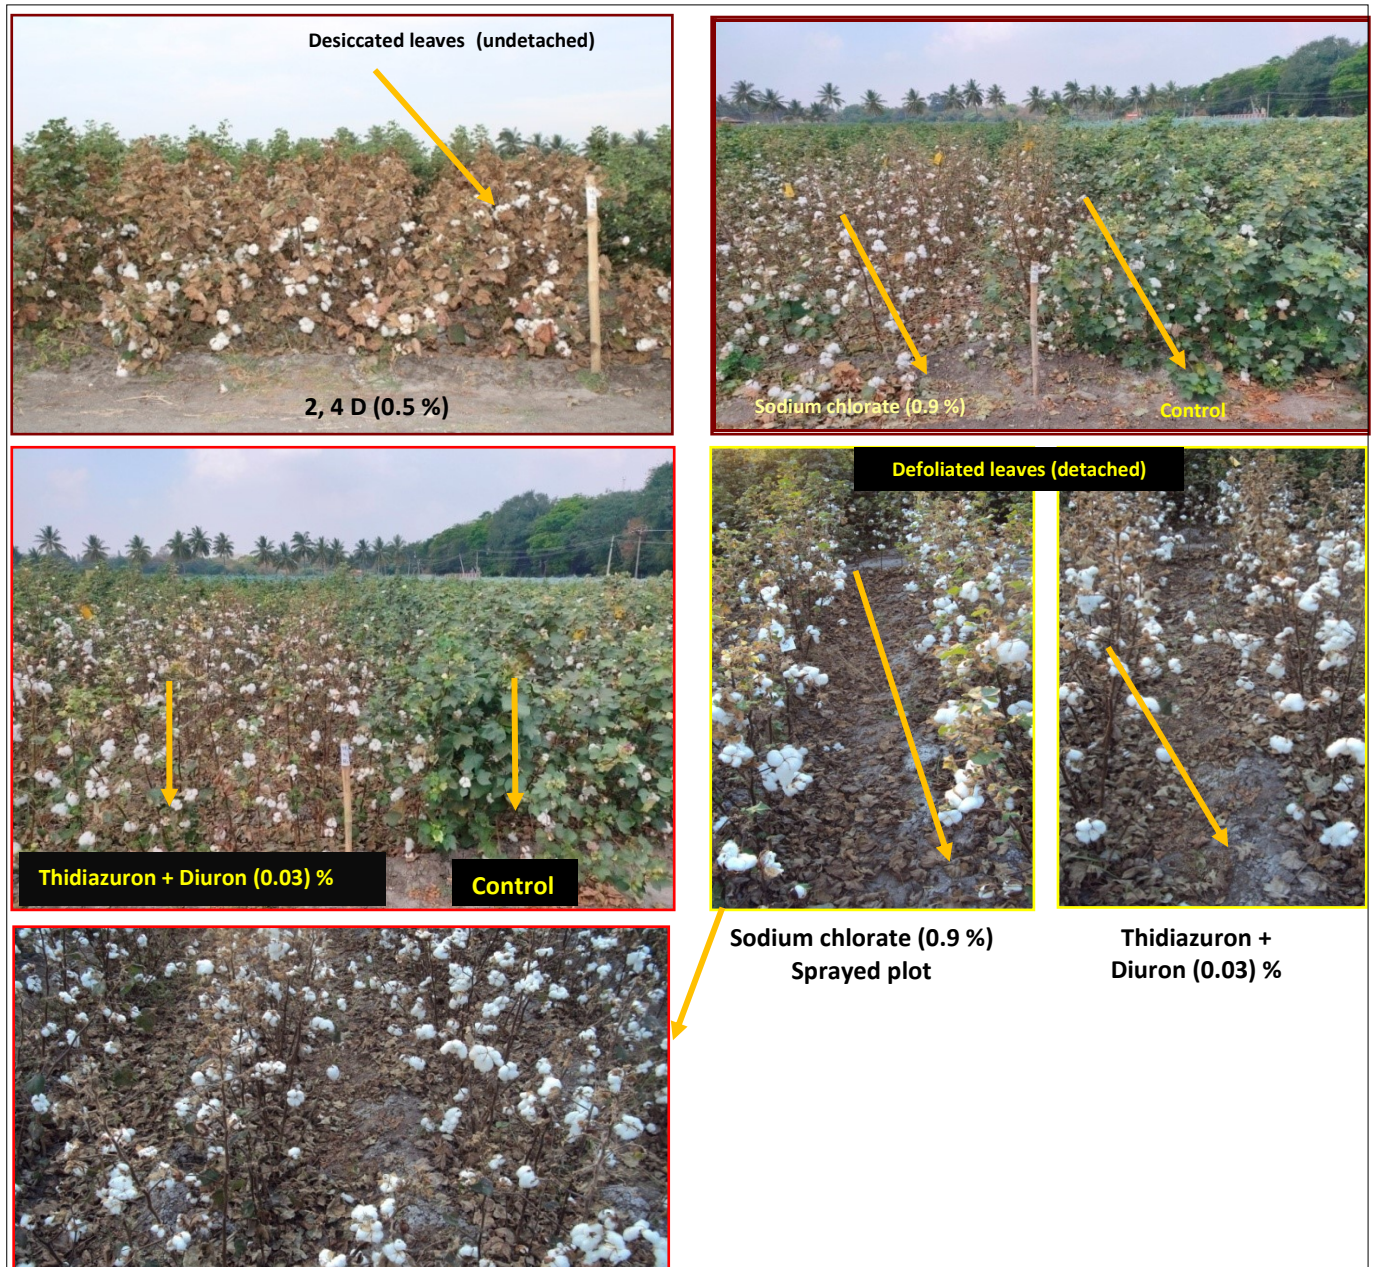 Desiccated leaves (undetached)
2, 4 D (0.5 %)
Sodium chlorate (0.9 %)
Control
Defoliated leaves (detached)
Thidiazuron + Diuron (0.03) %
Control
Sodium chlorate (0.9 %)
Sprayed plot
Thidiazuron +
Diuron (0.03) %